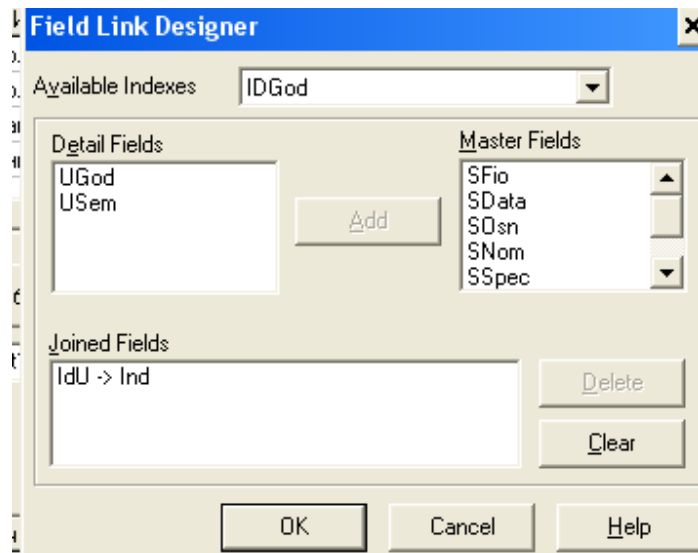 Field Link Designer
Available Indexes
IDGod
Detail Fields
UGod
USem
Add
Master Fields
SFio
SData
SOsn
SNom
SSpec
Joined Fields
IdU -> Ind
Delete
Clear
OK
Cancel
Help